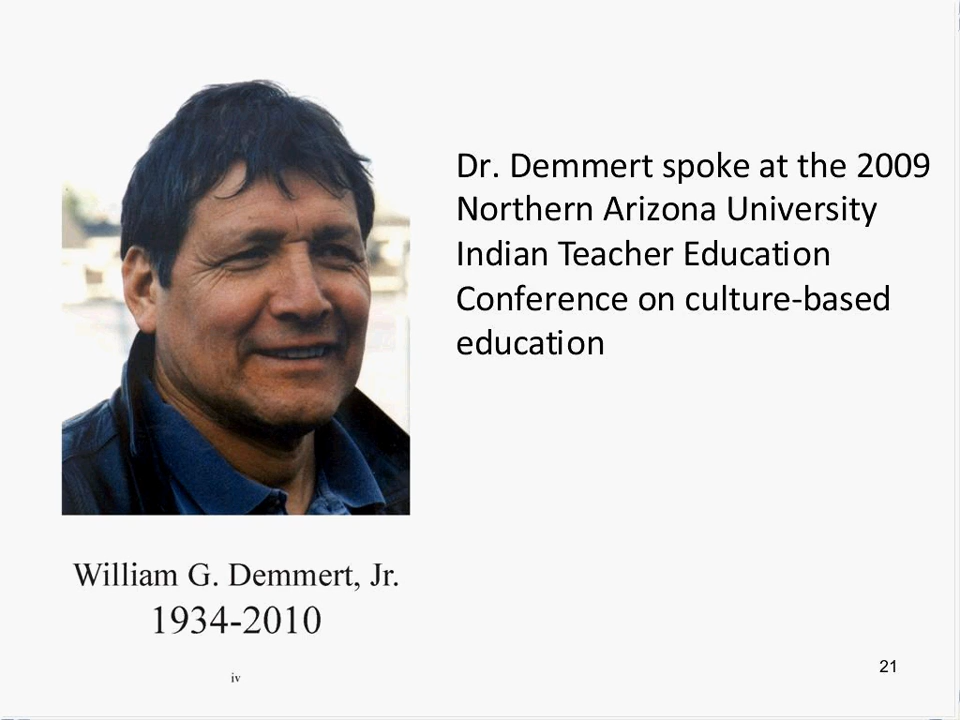 Dr. Demmert spoke at the 2009
Northern Arizona University
Indian Teacher Education
Conference on culture-based
education
William G. Demmert, Jr.
1934-2010
iv
21